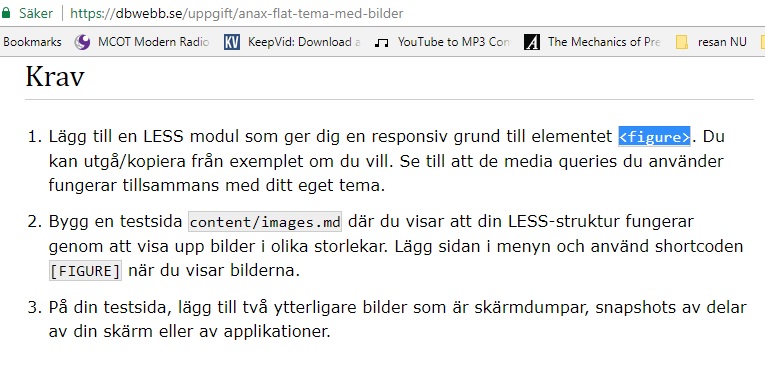 Säker | https://dbwebb.se/uppgift/anax-flat-tema-med-bilder
Bookmarks MCOT Modern Radio KV KeepVid: Download a YouTube to MP3 Con A The Mechanics of Pre resan NU
Krav
1. Lägg till en LESS modul som ger dig en responsiv grund till elementet <figure>. Du
kan utgå/kopiera från exemplet om du vill. Se till att de media queries du använder
fungerar tillsammans med ditt eget tema.
2. Bygg en testsida content/images.md där du visar att din LESS-struktur fungerar
genom att visa upp bilder i olika storlekar. Lägg sidan i menyn och använd shortcoden
[FIGURE] när du visar bilderna.
3. På din testsida, lägg till två ytterligare bilder som är skärmdumpar, snapshots av delar
av din skärm eller av applikationer.